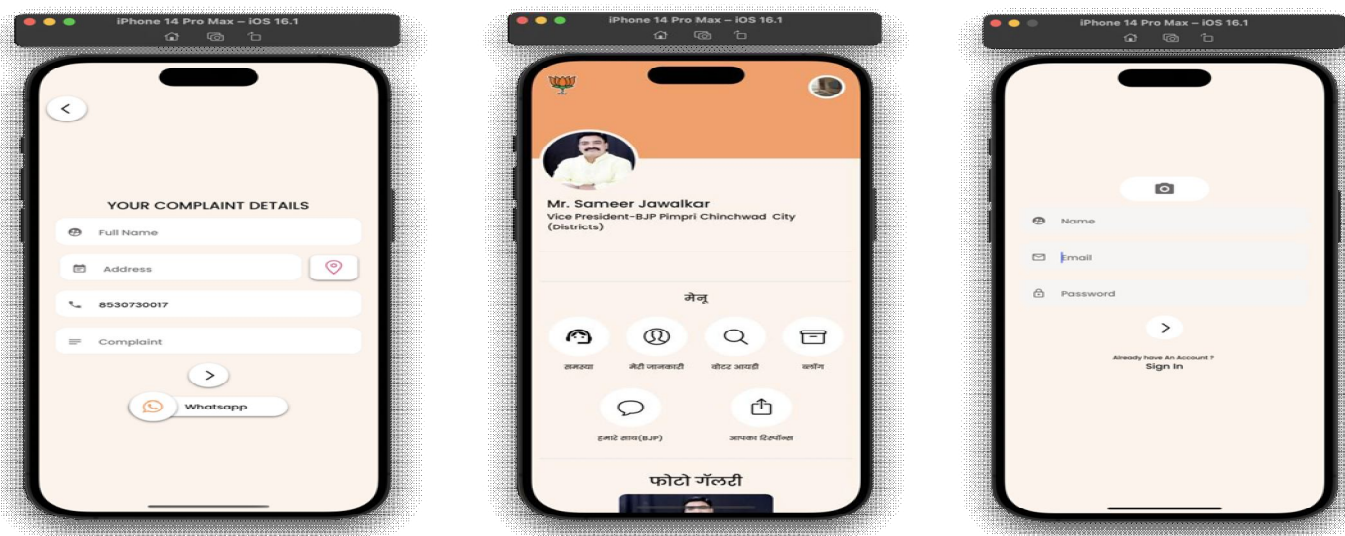 iPhone 14 Pro Max – iOS 16.1
YOUR COMPLAINT DETAILS
Full Name
Address
8530730017
Complaint
Whatsapp
iPhone 14 Pro Max – iOS 16.1
Mr. Sameer Jawalkar
Vice President-BJP Pimpri Chinchwad City
(Districts)
मेनू
समस्या मेरी जानकारी वोटर आयडी ब्लॉग
हमारे साथ(BJP) आपका रिस्पॉन्स
फोटो गॅलरी
iPhone 14 Pro Max – iOS 16.1
Name
Email
Password
Already have An Account ?
Sign In